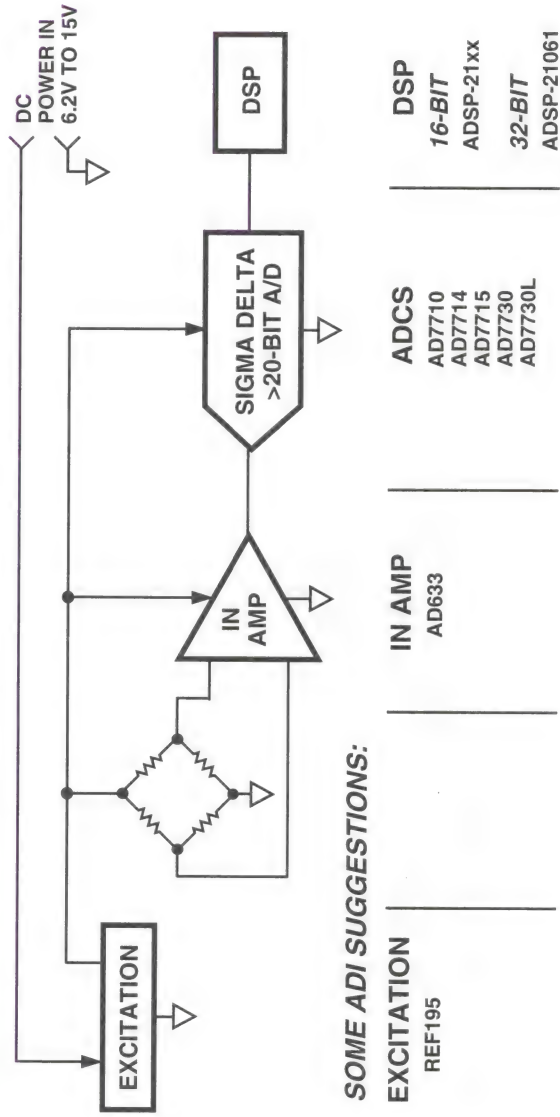 DC
POWER IN
6.2V TO 15V
EXCITATION
IN
AMP
SIGMA DELTA
>20-BIT A/D
DSP
SOME ADI SUGGESTIONS:
EXCITATION
REF195
IN AMP
AD633
ADCS
AD7710
AD7714
AD7715
AD7730
AD7730L
DSP
16-BIT
ADSP-21xx
32-BIT
ADSP-21061